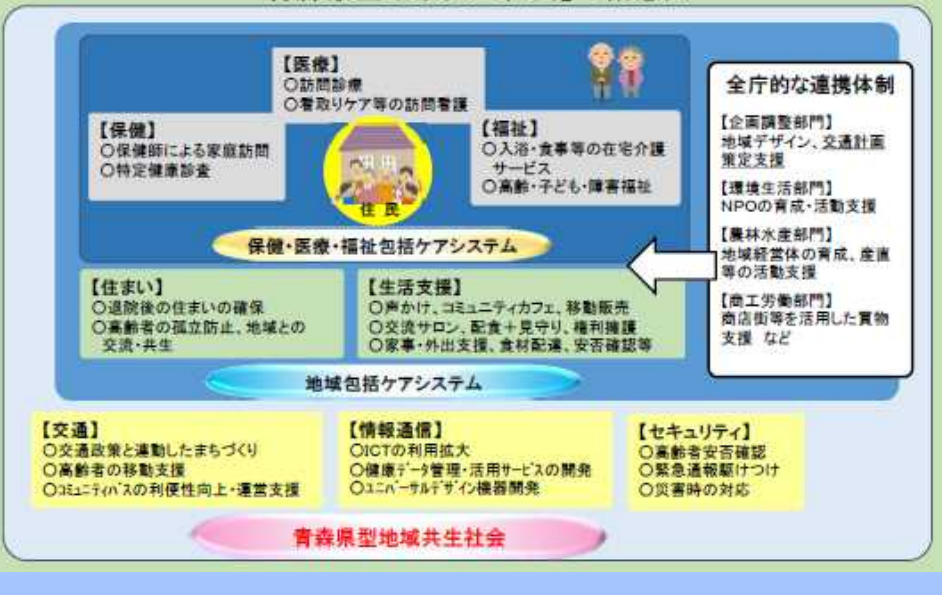 【医療】
○訪問診療
○看取りケア等の訪問看護
【保健】
○保健師による家庭訪問
○特定健康診査
【福祉】
○入浴・食事等の在宅介護
サービス
○高齢・子ども・障害福祉
住 民
保健・医療・福祉包括ケアシステム
【住まい】
○退院後の住まいの確保
○高齢者の孤立防止、地域との
交流・共生
【生活支援】
○声かけ、コミュニティカフェ、移動販売
○交流サロン、配食＋見守り、権利擁護
○家事・外出支援、食材配達、安否確認等
地域包括ケアシステム
全庁的な連携体制
【企画調整部門】
地域デザイン、交通計画
策定支援
【環境生活部門】
NPOの育成・活動支援
【農林水産部門】
地域経営体の育成、産直
等の活動支援
【商工労働部門】
商店街等を活用した買物
支援 など
【交通】
○交通政策と連動したまちづくり
○高齢者の移動支援
○コミュニティバスの利便性向上・運営支援
【情報通信】
○ICTの利用拡大
○健康データ管理・活用サービスの開発
○ユニバーサルデザイン機器開発
【セキュリティ】
○高齢者安否確認
○緊急通報駆けつけ
○災害時の対応
青森県型地域共生社会